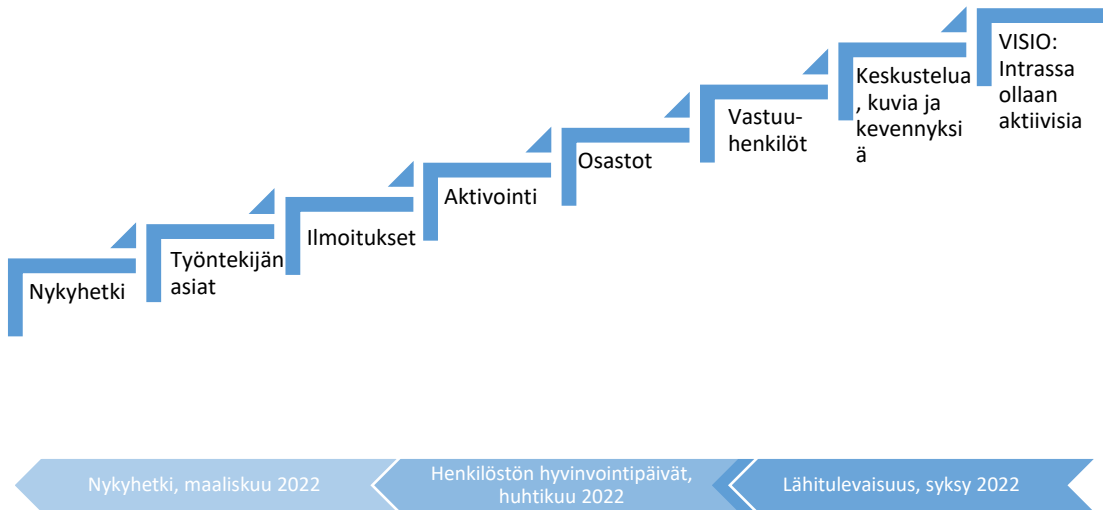 Nykyhetki
Työntekijän
asiat
Ilmoitukset
Aktivointi
Osastot
Vastuu-
henkilöt
Keskustelua
, kuvia ja
kevennyksi
ä
VISIO:
Intrassa
ollaan
aktiivisia
Nykyhetki, maaliskuu 2022
Henkilöstön hyvinvointipäivät,
huhtikuu 2022
Lähitulevaisuus, syksy 2022